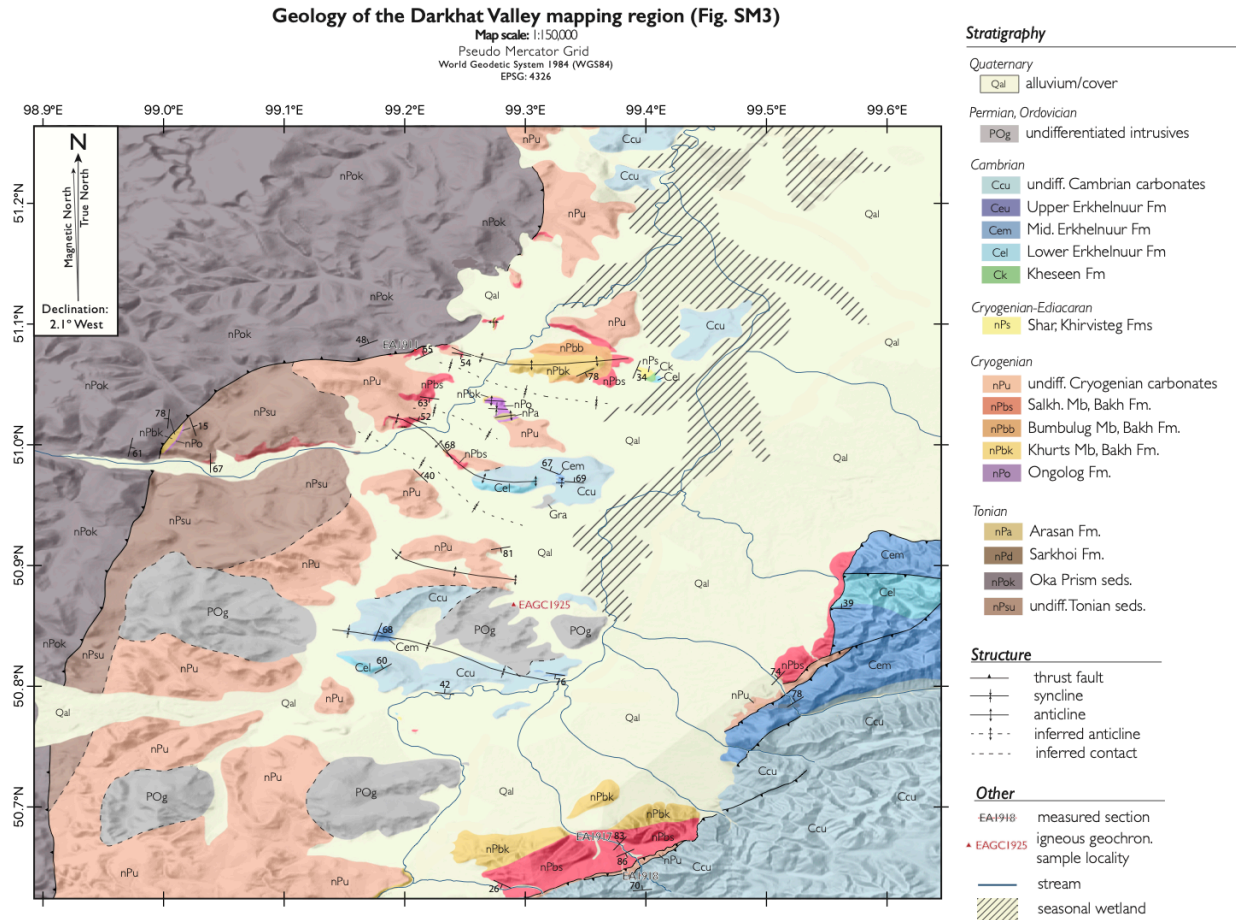 Geology of the Darkhat Valley mapping region (Fig. SM3)
Map scale: 1:150,000
Pseudo Mercator Grid
World Geodetic System 1984 (WGS84)
EPSG: 4326
98.9°E 99.0°E 99.1°E 99.2°E 99.3°E 99.4°E 99.5°E 99.6°E
N
Magnetic North
True North
Declination:
2.1° West
51.2°N
51.1°N
51.0°N
50.9°N
50.8°N
50.7°N
nPok nPu Ccu
Ccu
nPok nPok nPu Qal
nPok Qal
nPok 48 EA1911 55 54 nPu Ccu Qal
nPbb
nPbk 78 nPbs nPs Ck
34 Cel
nPu nPbs 63 52 nPbk nPo nPa
78 nPsu 15 nPbk nPo 61 67
68 nPu Qal
nPbs 67 Cem 69
nPsu 40 nPu Cel Ccu Qal
Gra
nPok nPu nPu 81 Qal
Cem
POg Ccu EAGC1925 Qal Cel 39
68 POg POg
nPok nPsu Cem
nPu Cel 60 Ccu 76 74 nPbs Cem
42 nPu 78
Qal nPu Qal Qal Ccu
nPu
POg nPu POg Qal nPbk Ccu Ccu
nPbk
nPbk EA1917 83 nPbs Ccu
nPbs 86 nPu
nPu nPu 26 EA1918 Ccu
70
Stratigraphy
Quaternary
Qal alluvium/cover
Permian, Ordovician
POg undifferentiated intrusives
Cambrian
Ccu undiff. Cambrian carbonates
Ceu Upper Erkhelnuur Fm
Cem Mid. Erkhelnuur Fm
Cel Lower Erkhelnuur Fm
Ck Kheseen Fm
Cryogenian-Ediacaran
nPs Shar, Khirvisteg Fms
Cryogenian
nPu undiff. Cryogenian carbonates
nPbs Salkh. Mb, Bakh Fm.
nPbb Bumbulug Mb, Bakh Fm.
nPbk Khurts Mb, Bakh Fm.
nPo Ongolog Fm.
Tonian
nPa Arasan Fm.
nPd Sarkhoi Fm.
nPok Oka Prism seds.
nPsu undiff. Tonian seds.
Structure
thrust fault
syncline
anticline
inferred anticline
inferred contact
Other
EA1918 measured section
EAGC1925 igneous geochron.
sample locality
stream
seasonal wetland